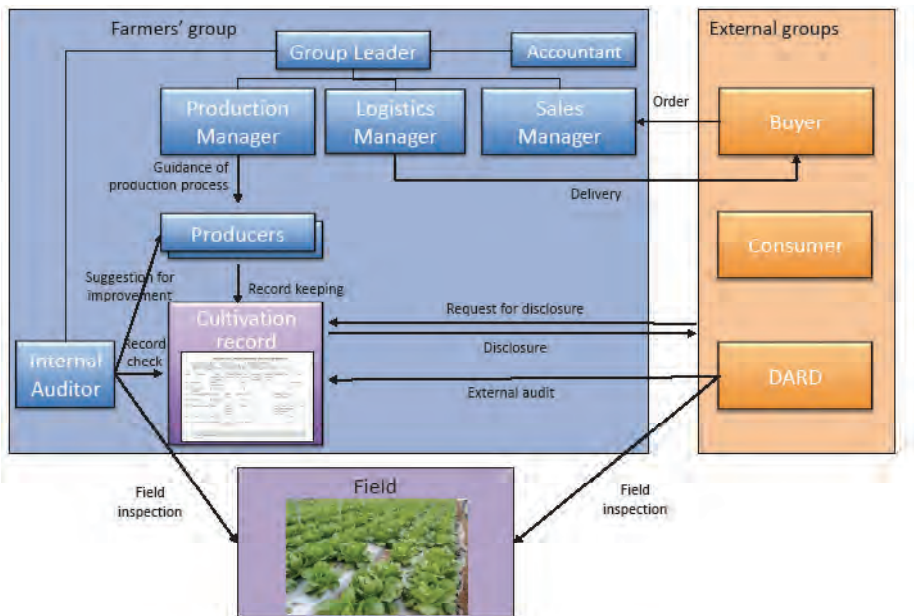 Farmers' group
External groups
Group Leader
Accountant
Production
Manager
Logistics
Manager
Sales
Manager
Order
Buyer
Guidance of
production process
Delivery
Producers
Consumer
Suggestion for
improvement
Record keeping
Cultivation
record
Request for disclosure
Disclosure
Internal
Auditor
Record
check
External audit
DARD
Field
inspection
Field
Field
inspection